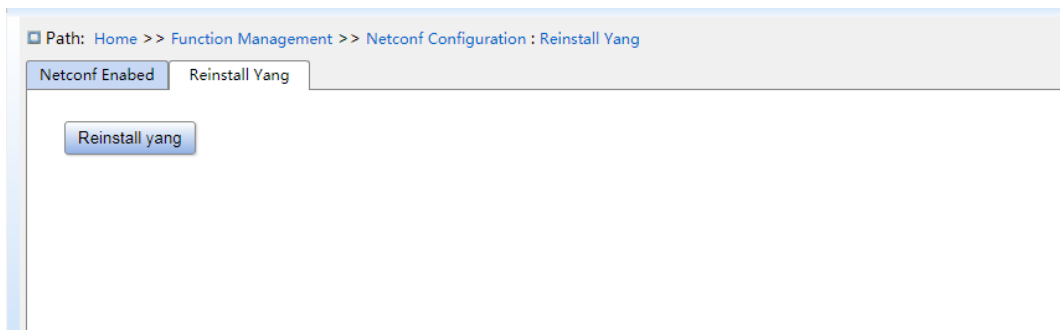 Path: Home >> Function Management >> Netconf Configuration : Reinstall Yang
Netconf Enabed Reinstall Yang
Reinstall yang